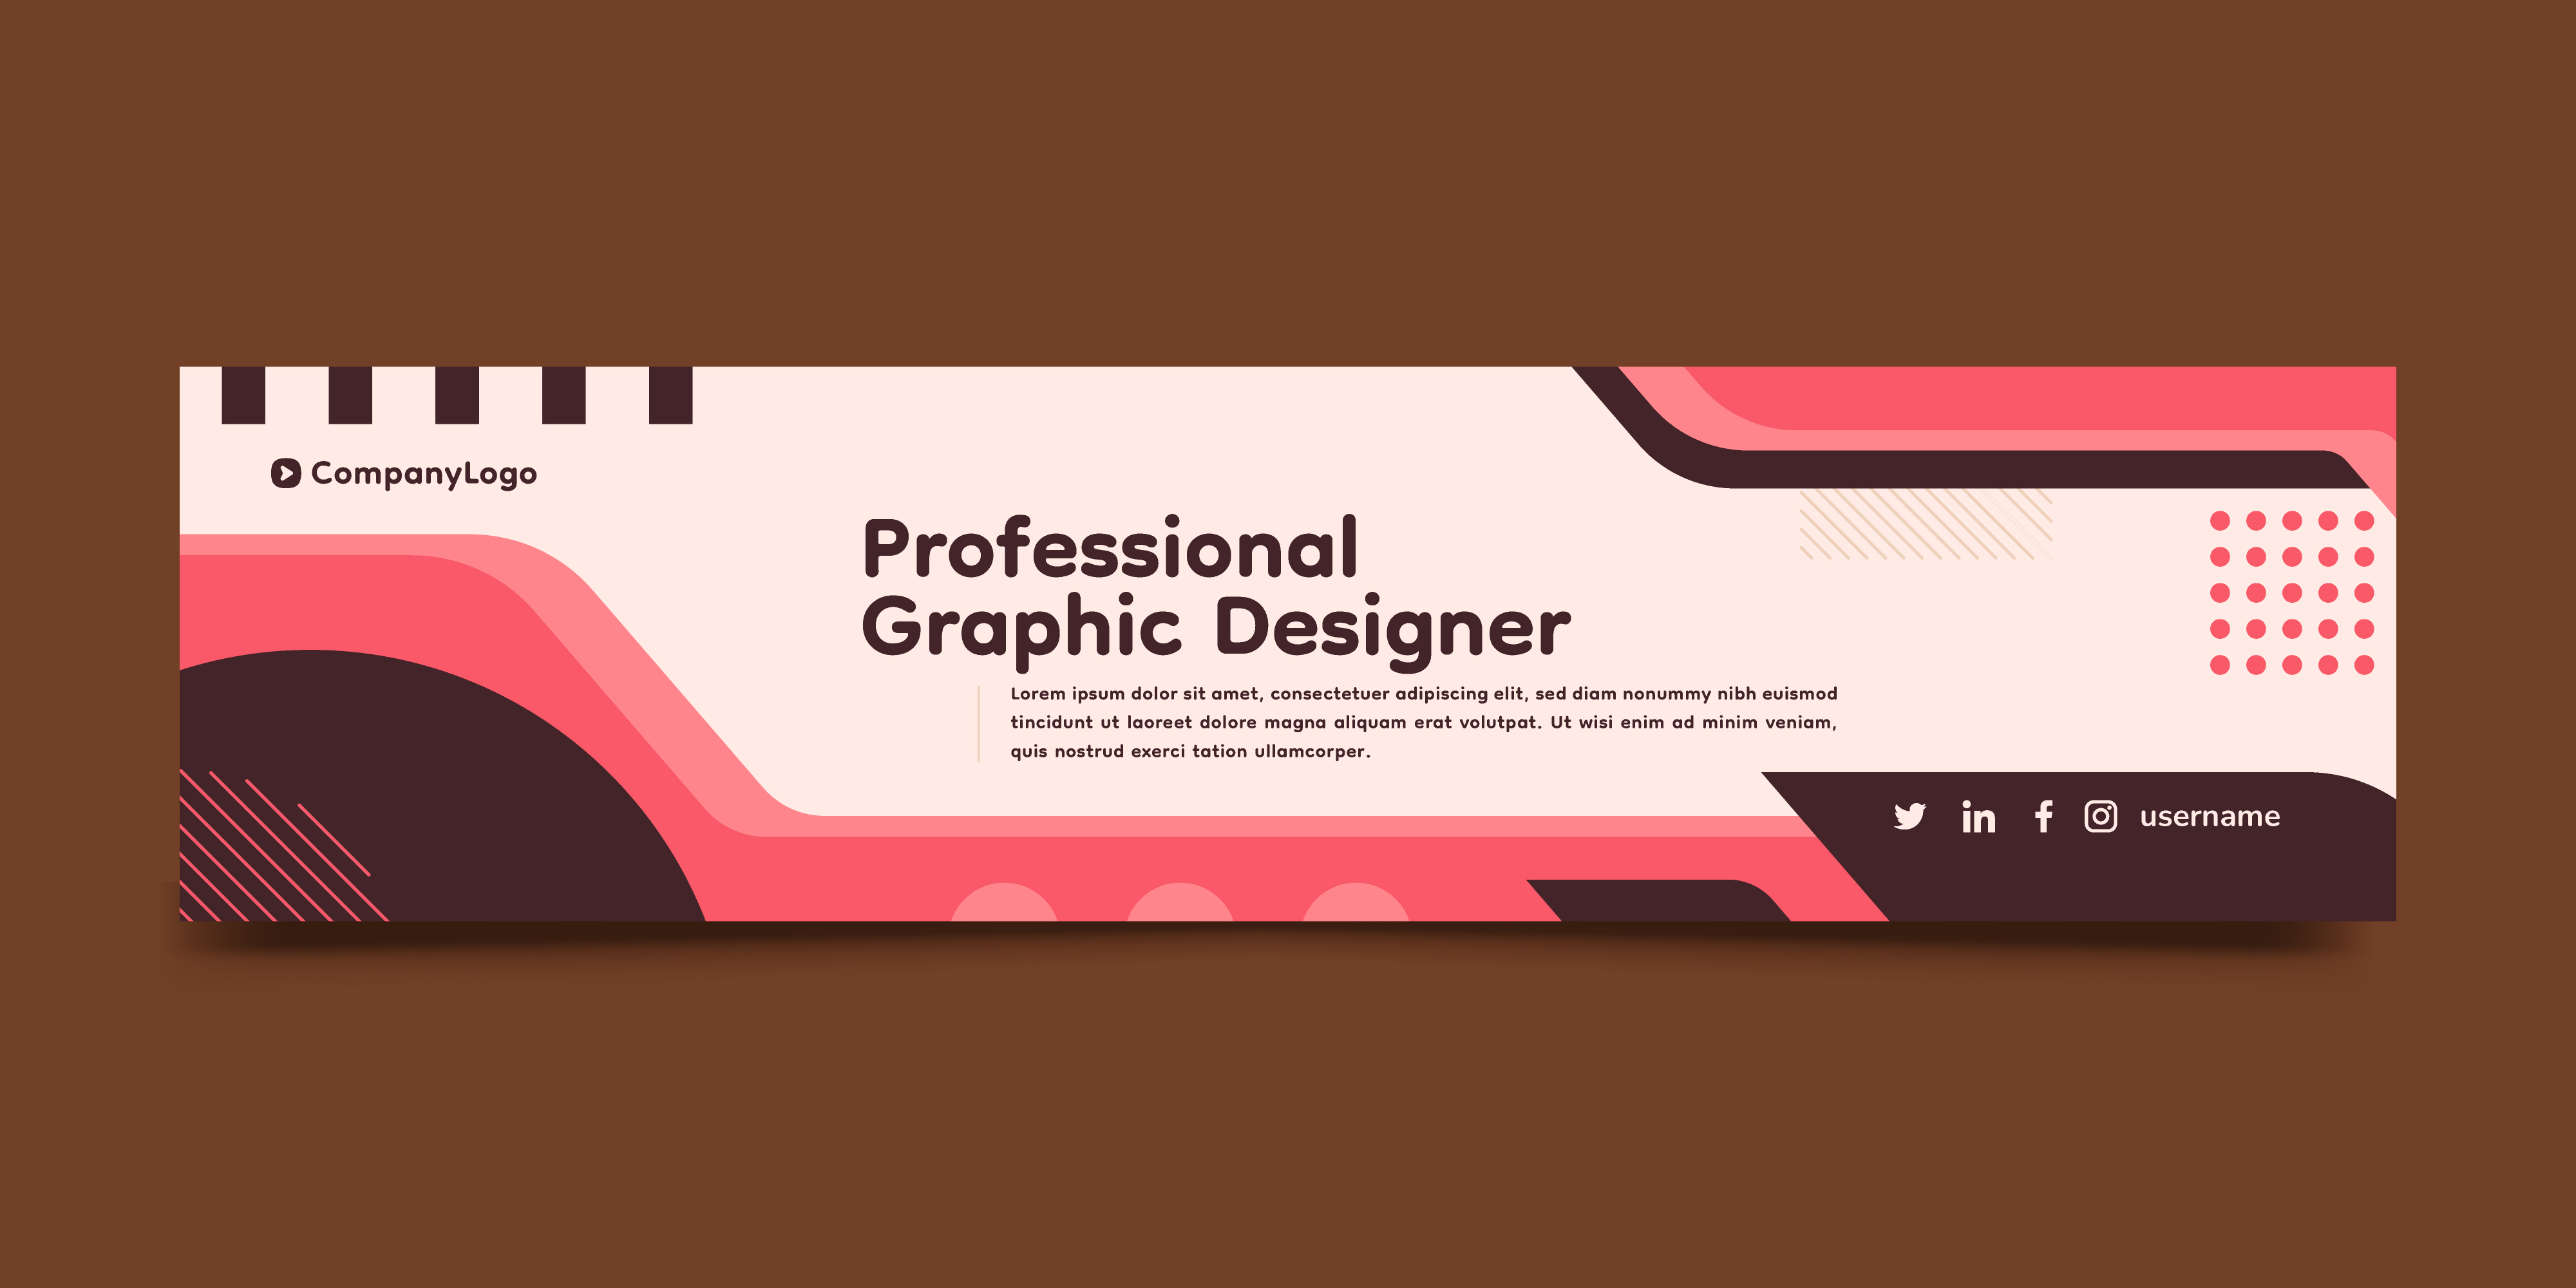 CompanyLogo
Professional
Graphic Designer
Lorem ipsum dolor sit amet, consectetuer adipiscing elit, sed diam nonummy nibh euismod
tincidunt ut laoreet dolore magna aliquam erat volutpat. Ut wisi enim ad minim veniam,
quis nostrud exerci tation ullamcorper.
in f username